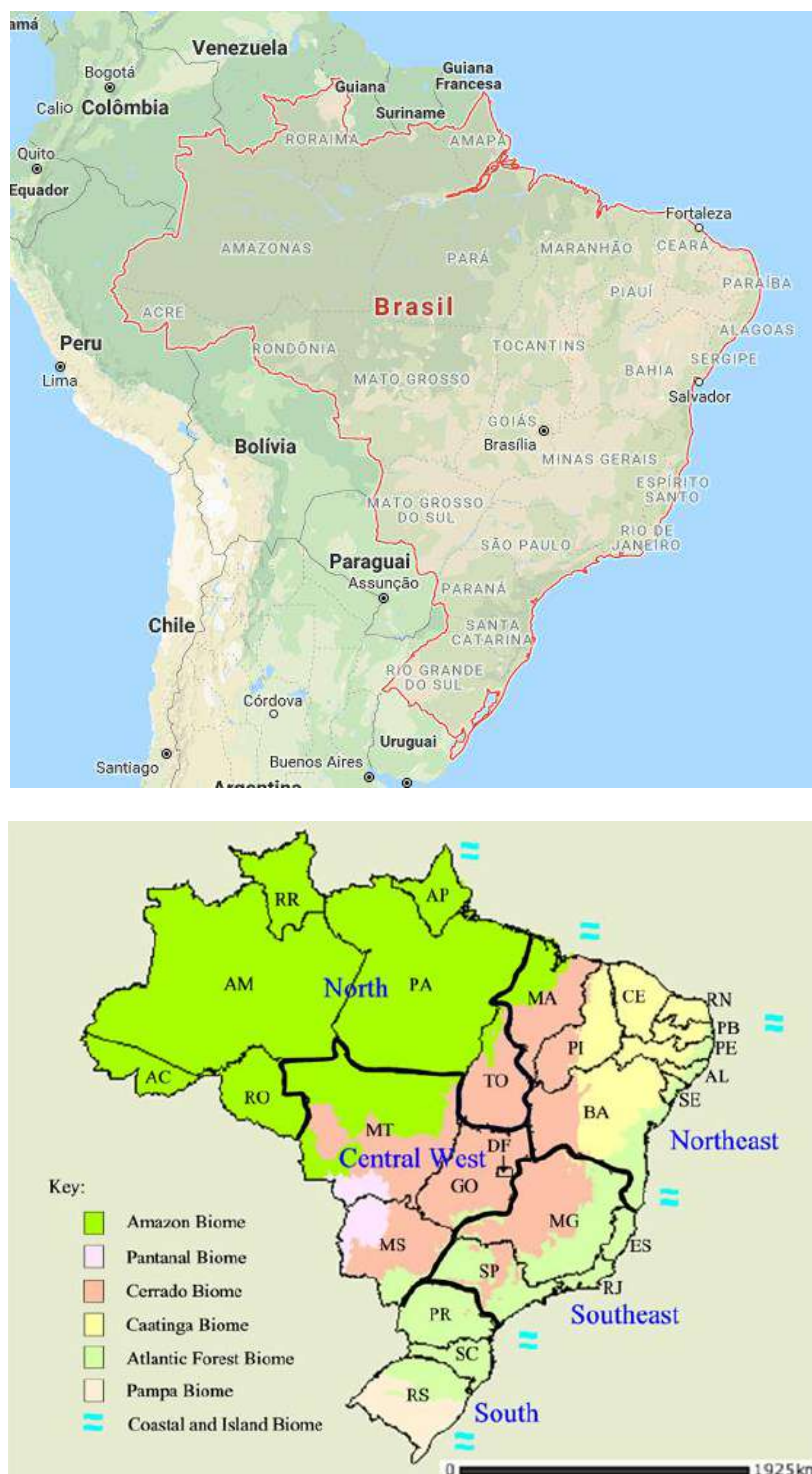 amá
Venezuela
Bogotá
Cali
Colômbia
Guiana
Guiana
Francesa
Suriname
RORAIMA
AMAPÁ
Quito
Equador
Fortaleza
AMAZONAS
PARÁ
MARANHÃO
CEARÁ
PIAUÍ
PARAÍBA
Brasil
ACRE
ALAGOAS
Peru
RONDÔNIA
TOCANTINS
SERGIPE
Lima
MATO GROSSO
BAHIA
Salvador
GOIÁS
Bolívia
Brasília
MINAS GERAIS
ESPÍRITO
SANTO
MATO GROSSO
DO SUL
RIO DE
JANEIRO
SÃO PAULO
Paraguai
Assunção
PARANÁ
Chile
SANTA
CATARINA
RIO GRANDE
DO SUL
Córdova
Uruguai
Santiago
Buenos Aires
Argentina
RR
AP
AM
North
PA
MA
CE
RN
PB
PI
PE
AC
RO
TO
AL
SE
BA
MT
Northeast
DF
Central West
GO
Key:
Amazon Biome
MG
Pantanal Biome
MS
ES
Cerrado Biome
SP
RJ
Caatinga Biome
Southeast
PR
Atlantic Forest Biome
SC
Pampa Biome
RS
South
Coastal and Island Biome
0 1925km